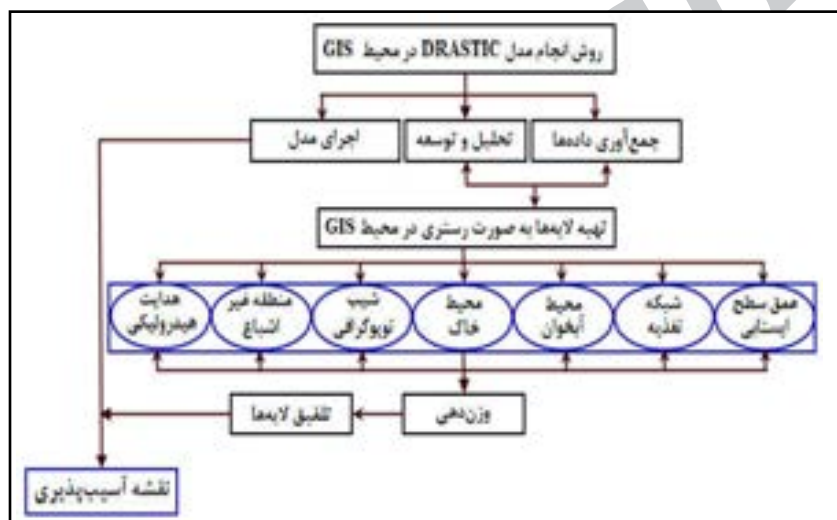 روش انجام مدل DRASTIC در محیط GIS
جمع‌آوری داده‌ها
تحلیل و توسعه
اجرای مدل
تهیه لایه‌ها به صورت رستری در محیط GIS
عمق سطح
ایستابی
شبکه
تغذیه
محیط
آبخوان
محیط
خاک
شیب
توپوگرافی
منطقه غیر
اشباع
هدایت
هیدرولیکی
وزن‌دهی
تلفیق لایه‌ها
نقشه آسیب‌پذیری